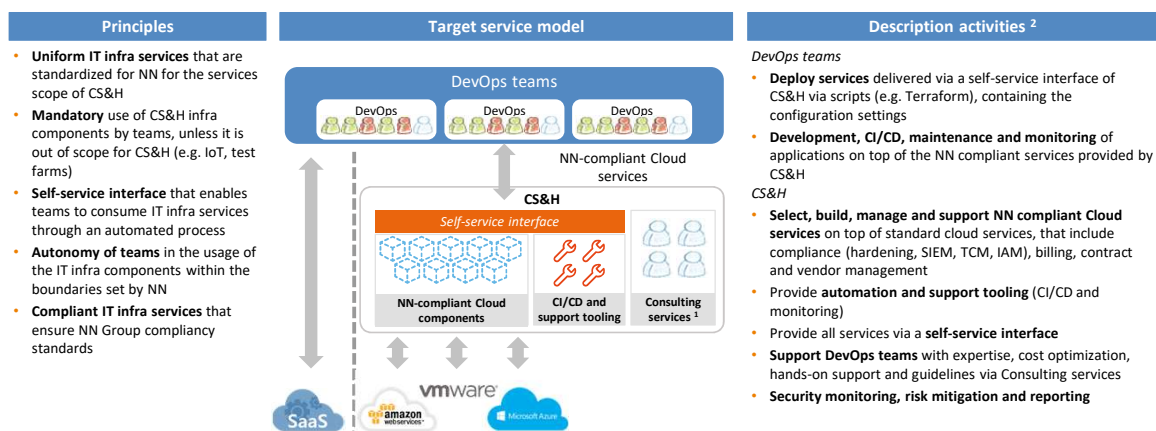 Principles
• Uniform IT infra services that are
standardized for NN for the services
scope of CS&H
• Mandatory use of CS&H infra
components by teams, unless it is
out of scope for CS&H (e.g. IoT, test
farms)
• Self-service interface that enables
teams to consume IT infra services
through an automated process
• Autonomy of teams in the usage of
the IT infra components within the
boundaries set by NN
• Compliant IT infra services that
ensure NN Group compliancy
standards
Target service model
DevOps teams
DevOps DevOps DevOps
NN-compliant Cloud
services
CS&H
Self-service interface
NN-compliant Cloud
components
CI/CD and
support tooling
Consulting
services 1
SaaS
amazon
webservices
vmware
Microsoft Azure
Description activities 2
DevOps teams
• Deploy services delivered via a self-service interface of
CS&H via scripts (e.g. Terraform), containing the
configuration settings
• Development, CI/CD, maintenance and monitoring of
applications on top of the NN compliant services provided by
CS&H
CS&H
• Select, build, manage and support NN compliant Cloud
services on top of standard cloud services, that include
compliance (hardening, SIEM, TCM, IAM), billing, contract
and vendor management
• Provide automation and support tooling (CI/CD and
monitoring)
• Provide all services via a self-service interface
• Support DevOps teams with expertise, cost optimization,
hands-on support and guidelines via Consulting services
• Security monitoring, risk mitigation and reporting